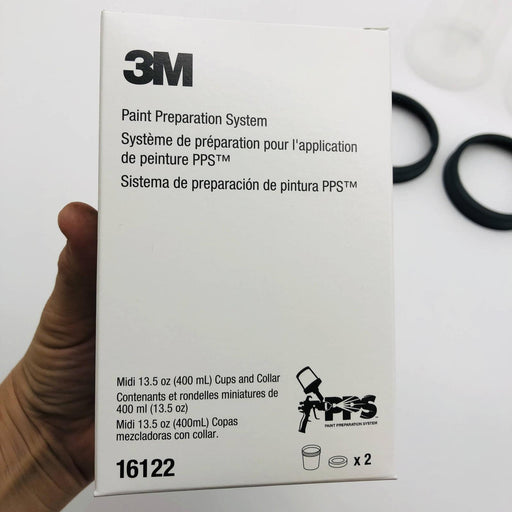 3M
Paint Preparation System
Système de préparation pour l'application
de peinture PPS™
Sistema de preparación de pintura PPS™
Midi 13.5 oz (400 mL) Cups and Collar
Contenants et rondelles miniatures de
400 ml (13.5 oz)
Midi 13.5 oz (400mL) Copas
mezcladoras con collar.
PPS
PAINT PREPARATION SYSTEM
16122
x 2